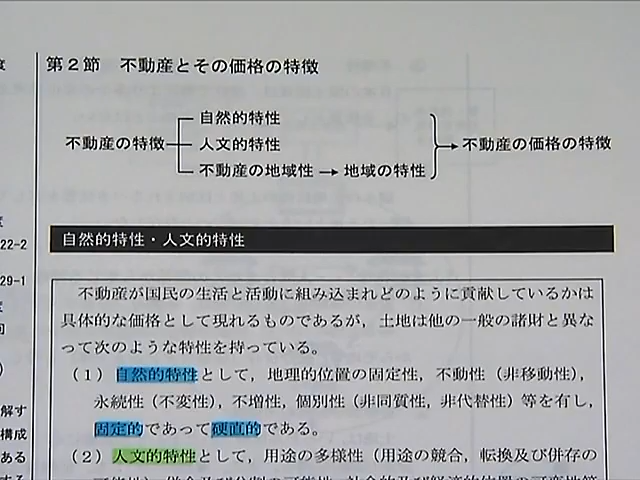 第2節　不動産とその価格の特徴
自然的特性
不動産の特徴　人文的特性　不動産の価格の特徴
不動産の地域性 → 地域の特性
自然的特性・人文的特性
22-2
不動産が国民の生活と活動に組み込まれどのように貢献しているかは
29-1
具体的な価格として現れるものであるが，土地は他の一般の諸財と異な
って次のような特性を持っている。
（1）自然的特性として，地理的位置の固定性，不動性（非移動性），
永続性（不変性），不増性，個別性（非同質性，非代替性）等を有し，
解す
固定的であって硬直的である。
構成
ある
（2）人文的特性として，用途の多様性（用途の競合，転換及び併存の